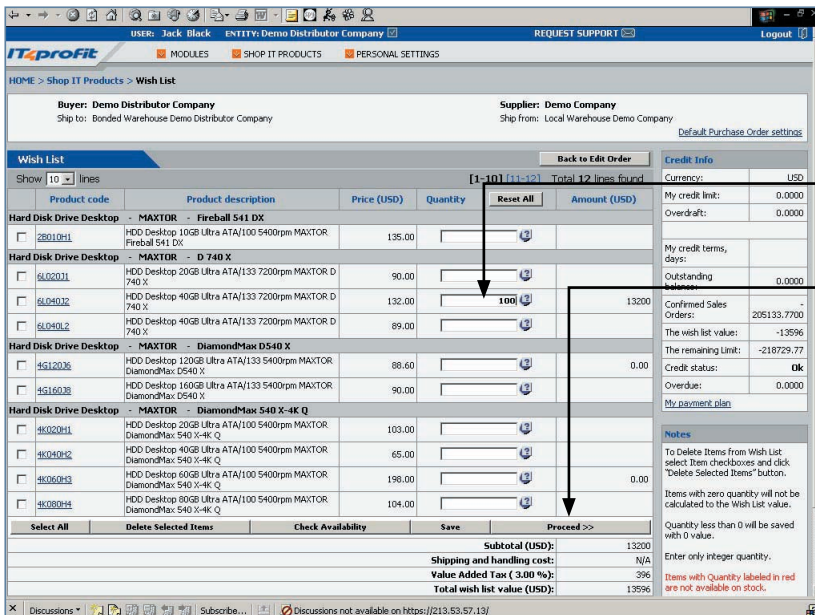 USER: Jack Black ENTITY: Demo Distributor Company REQUEST SUPPORT Logout
IT4profit MODULES SHOP IT PRODUCTS PERSONAL SETTINGS
HOME > Shop IT Products > Wish List
Buyer: Demo Distributor Company Supplier: Demo Company
Ship to: Bonded Warehouse Demo Distributor Company Ship from: Local Warehouse Demo Company
Default Purchase Order settings
Wish List Back to Edit Order
Show 10 lines [1-10] [11-12] Total 12 lines found
Product code Product description Price (USD) Quantity Reset All Amount (USD)
Hard Disk Drive Desktop - MAXTOR - Fireball 541 DX
2B010H1 HDD Desktop 10GB Ultra ATA/100 5400rpm MAXTOR 135.00
Fireball 541 DX
Hard Disk Drive Desktop - MAXTOR - D 740 X
6L020J1 HDD Desktop 20GB Ultra ATA/133 7200rpm MAXTOR D 90.00
740 X
6L040J2 HDD Desktop 40GB Ultra ATA/133 7200rpm MAXTOR D 132.00 100 13200
740 X
6L040L2 HDD Desktop 40GB Ultra ATA/133 7200rpm MAXTOR D 89.00
740 X
Hard Disk Drive Desktop - MAXTOR - DiamondMax D540 X
4G120J6 HDD Desktop 120GB Ultra ATA/133 5400rpm MAXTOR 88.60 0.00
DiamondMax D540 X
4G160J8 HDD Desktop 160GB Ultra ATA/133 5400rpm MAXTOR 90.00
DiamondMax D540 X
Hard Disk Drive Desktop - MAXTOR - DiamondMax 540 X-4K Q
4K020H1 HDD Desktop 20GB Ultra ATA/100 5400rpm MAXTOR 103.00
DiamondMax 540 X-4K Q
4K040H2 HDD Desktop 40GB Ultra ATA/100 5400rpm MAXTOR 65.00
DiamondMax 540 X-4K Q
4K060H3 HDD Desktop 60GB Ultra ATA/100 5400rpm MAXTOR 198.00 0.00
DiamondMax 540 X-4K Q
4K080H4 HDD Desktop 80GB Ultra ATA/100 5400rpm MAXTOR 104.00
DiamondMax 540 X-4K Q
Select All Delete Selected Items Check Availability Save Proceed >>
Subtotal (USD): 13200
Shipping and handling cost: N/A
Value Added Tax ( 3.00 %): 396
Total wish list value (USD): 13596
Credit Info
Currency: USD
My credit limit: 0.0000
Overdraft: 0.0000
My credit terms,
days:
Outstanding
balance: 0.0000
Confirmed Sales -
Orders: 205133.7700
The wish list value: -13596
The remaining Limit: -218729.77
Credit status: Ok
Overdue: 0.0000
My payment plan
Notes
To Delete Items from Wish List
select Item checkboxes and click
"Delete Selected Items" button.
Items with zero quantity will not be
calculated to the Wish List value.
Quantity less than 0 will be saved
with 0 value.
Enter only integer quantity.
Items with Quantity labeled in red
are not available on stock.
Discussions Subscribe... Discussions not available on https://213.53.57.13/